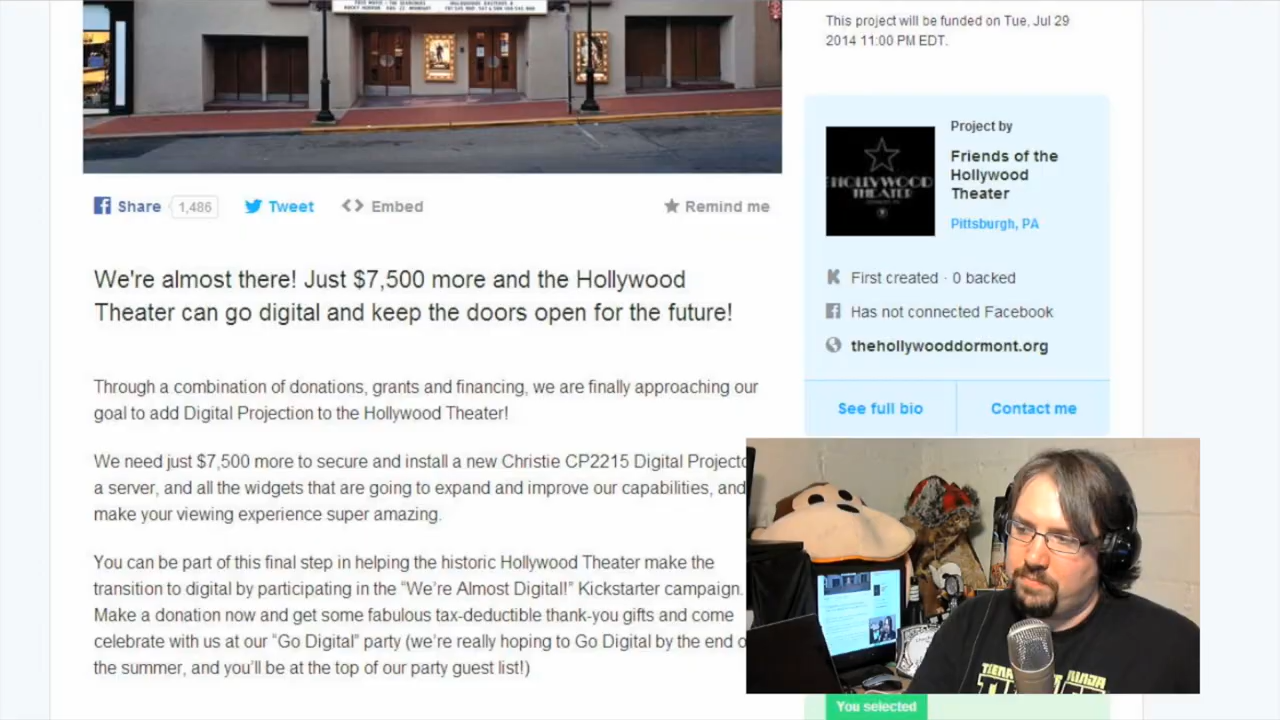 This project will be funded on Tue, Jul 29
2014 11:00 PM EDT.
Project by
Friends of the
Hollywood
Theater
Pittsburgh, PA
HOLLYWOOD
THEATER
First created · 0 backed
Has not connected Facebook
thehollywooddormont.org
See full bio
Contact me
Share
1,486
Tweet
Embed
Remind me
We're almost there! Just $7,500 more and the Hollywood
Theater can go digital and keep the doors open for the future!
Through a combination of donations, grants and financing, we are finally approaching our
goal to add Digital Projection to the Hollywood Theater!
We need just $7,500 more to secure and install a new Christie CP2215 Digital Projecto
a server, and all the widgets that are going to expand and improve our capabilities, and
make your viewing experience super amazing.
You can be part of this final step in helping the historic Hollywood Theater make the
transition to digital by participating in the “We're Almost Digital!” Kickstarter campaign.
Make a donation now and get some fabulous tax-deductible thank-you gifts and come
celebrate with us at our “Go Digital” party (we're really hoping to Go Digital by the end o
the summer, and you'll be at the top of our party guest list!)
You selected